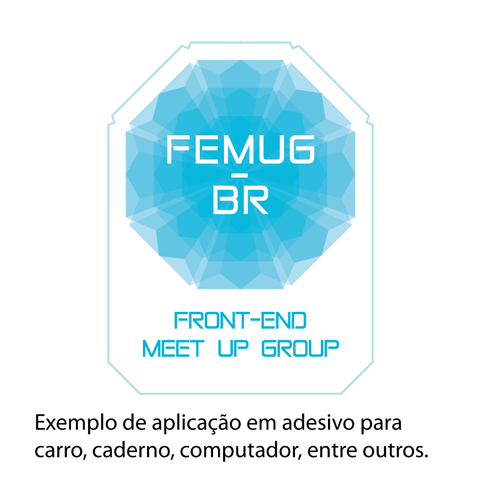 FEMUG
-
BR
FRONT-END
MEET UP GROUP
Exemplo de aplicação em adesivo para
carro, caderno, computador, entre outros.